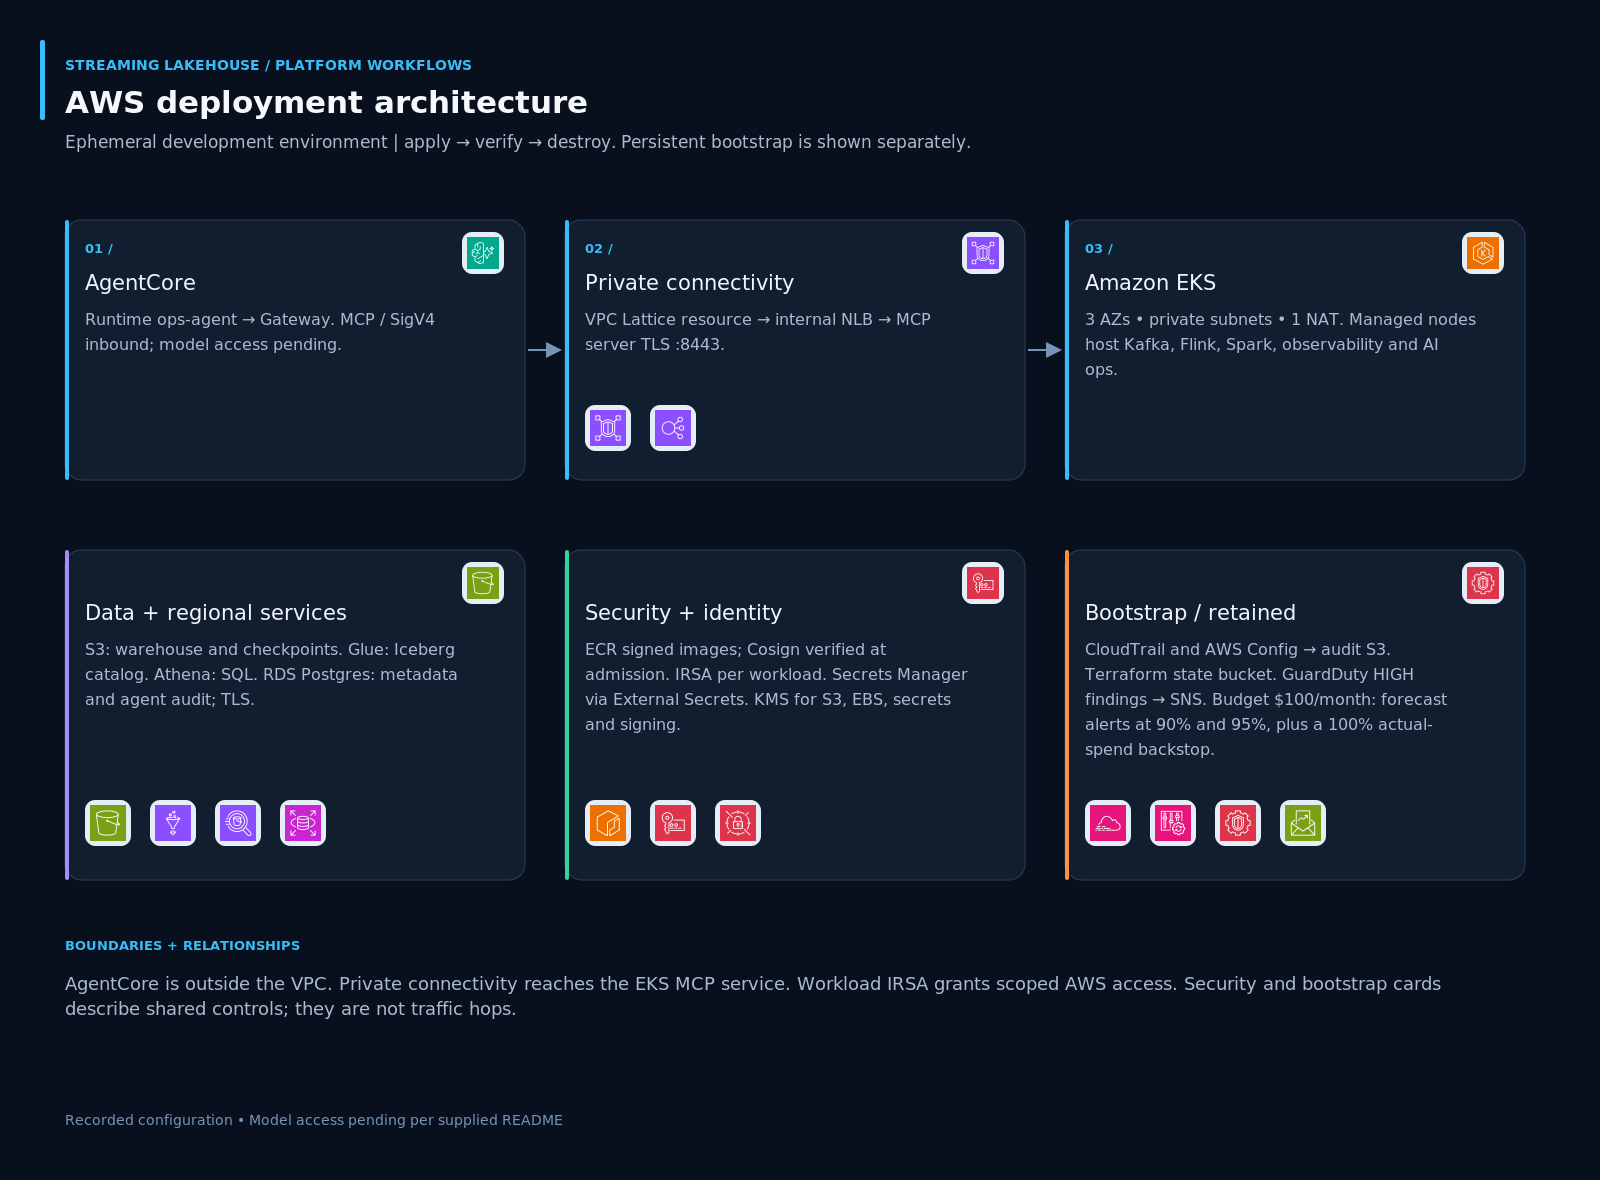 STREAMING LAKEHOUSE / PLATFORM WORKFLOWS
AWS deployment architecture
Ephemeral development environment | apply → verify → destroy. Persistent bootstrap is shown separately.
01 /
AgentCore
Runtime ops-agent → Gateway. MCP / SigV4
inbound; model access pending.
02 /
Private connectivity
VPC Lattice resource → internal NLB → MCP
server TLS :8443.
03 /
Amazon EKS
3 AZs • private subnets • 1 NAT. Managed nodes
host Kafka, Flink, Spark, observability and AI
ops.
Data + regional services
S3: warehouse and checkpoints. Glue: Iceberg
catalog. Athena: SQL. RDS Postgres: metadata
and agent audit; TLS.
Security + identity
ECR signed images; Cosign verified at
admission. IRSA per workload. Secrets Manager
via External Secrets. KMS for S3, EBS, secrets
and signing.
Bootstrap / retained
CloudTrail and AWS Config → audit S3.
Terraform state bucket. GuardDuty HIGH
findings → SNS. Budget $100/month: forecast
alerts at 90% and 95%, plus a 100% actual-
spend backstop.
BOUNDARIES + RELATIONSHIPS
AgentCore is outside the VPC. Private connectivity reaches the EKS MCP service. Workload IRSA grants scoped AWS access. Security and bootstrap cards
describe shared controls; they are not traffic hops.
Recorded configuration • Model access pending per supplied README